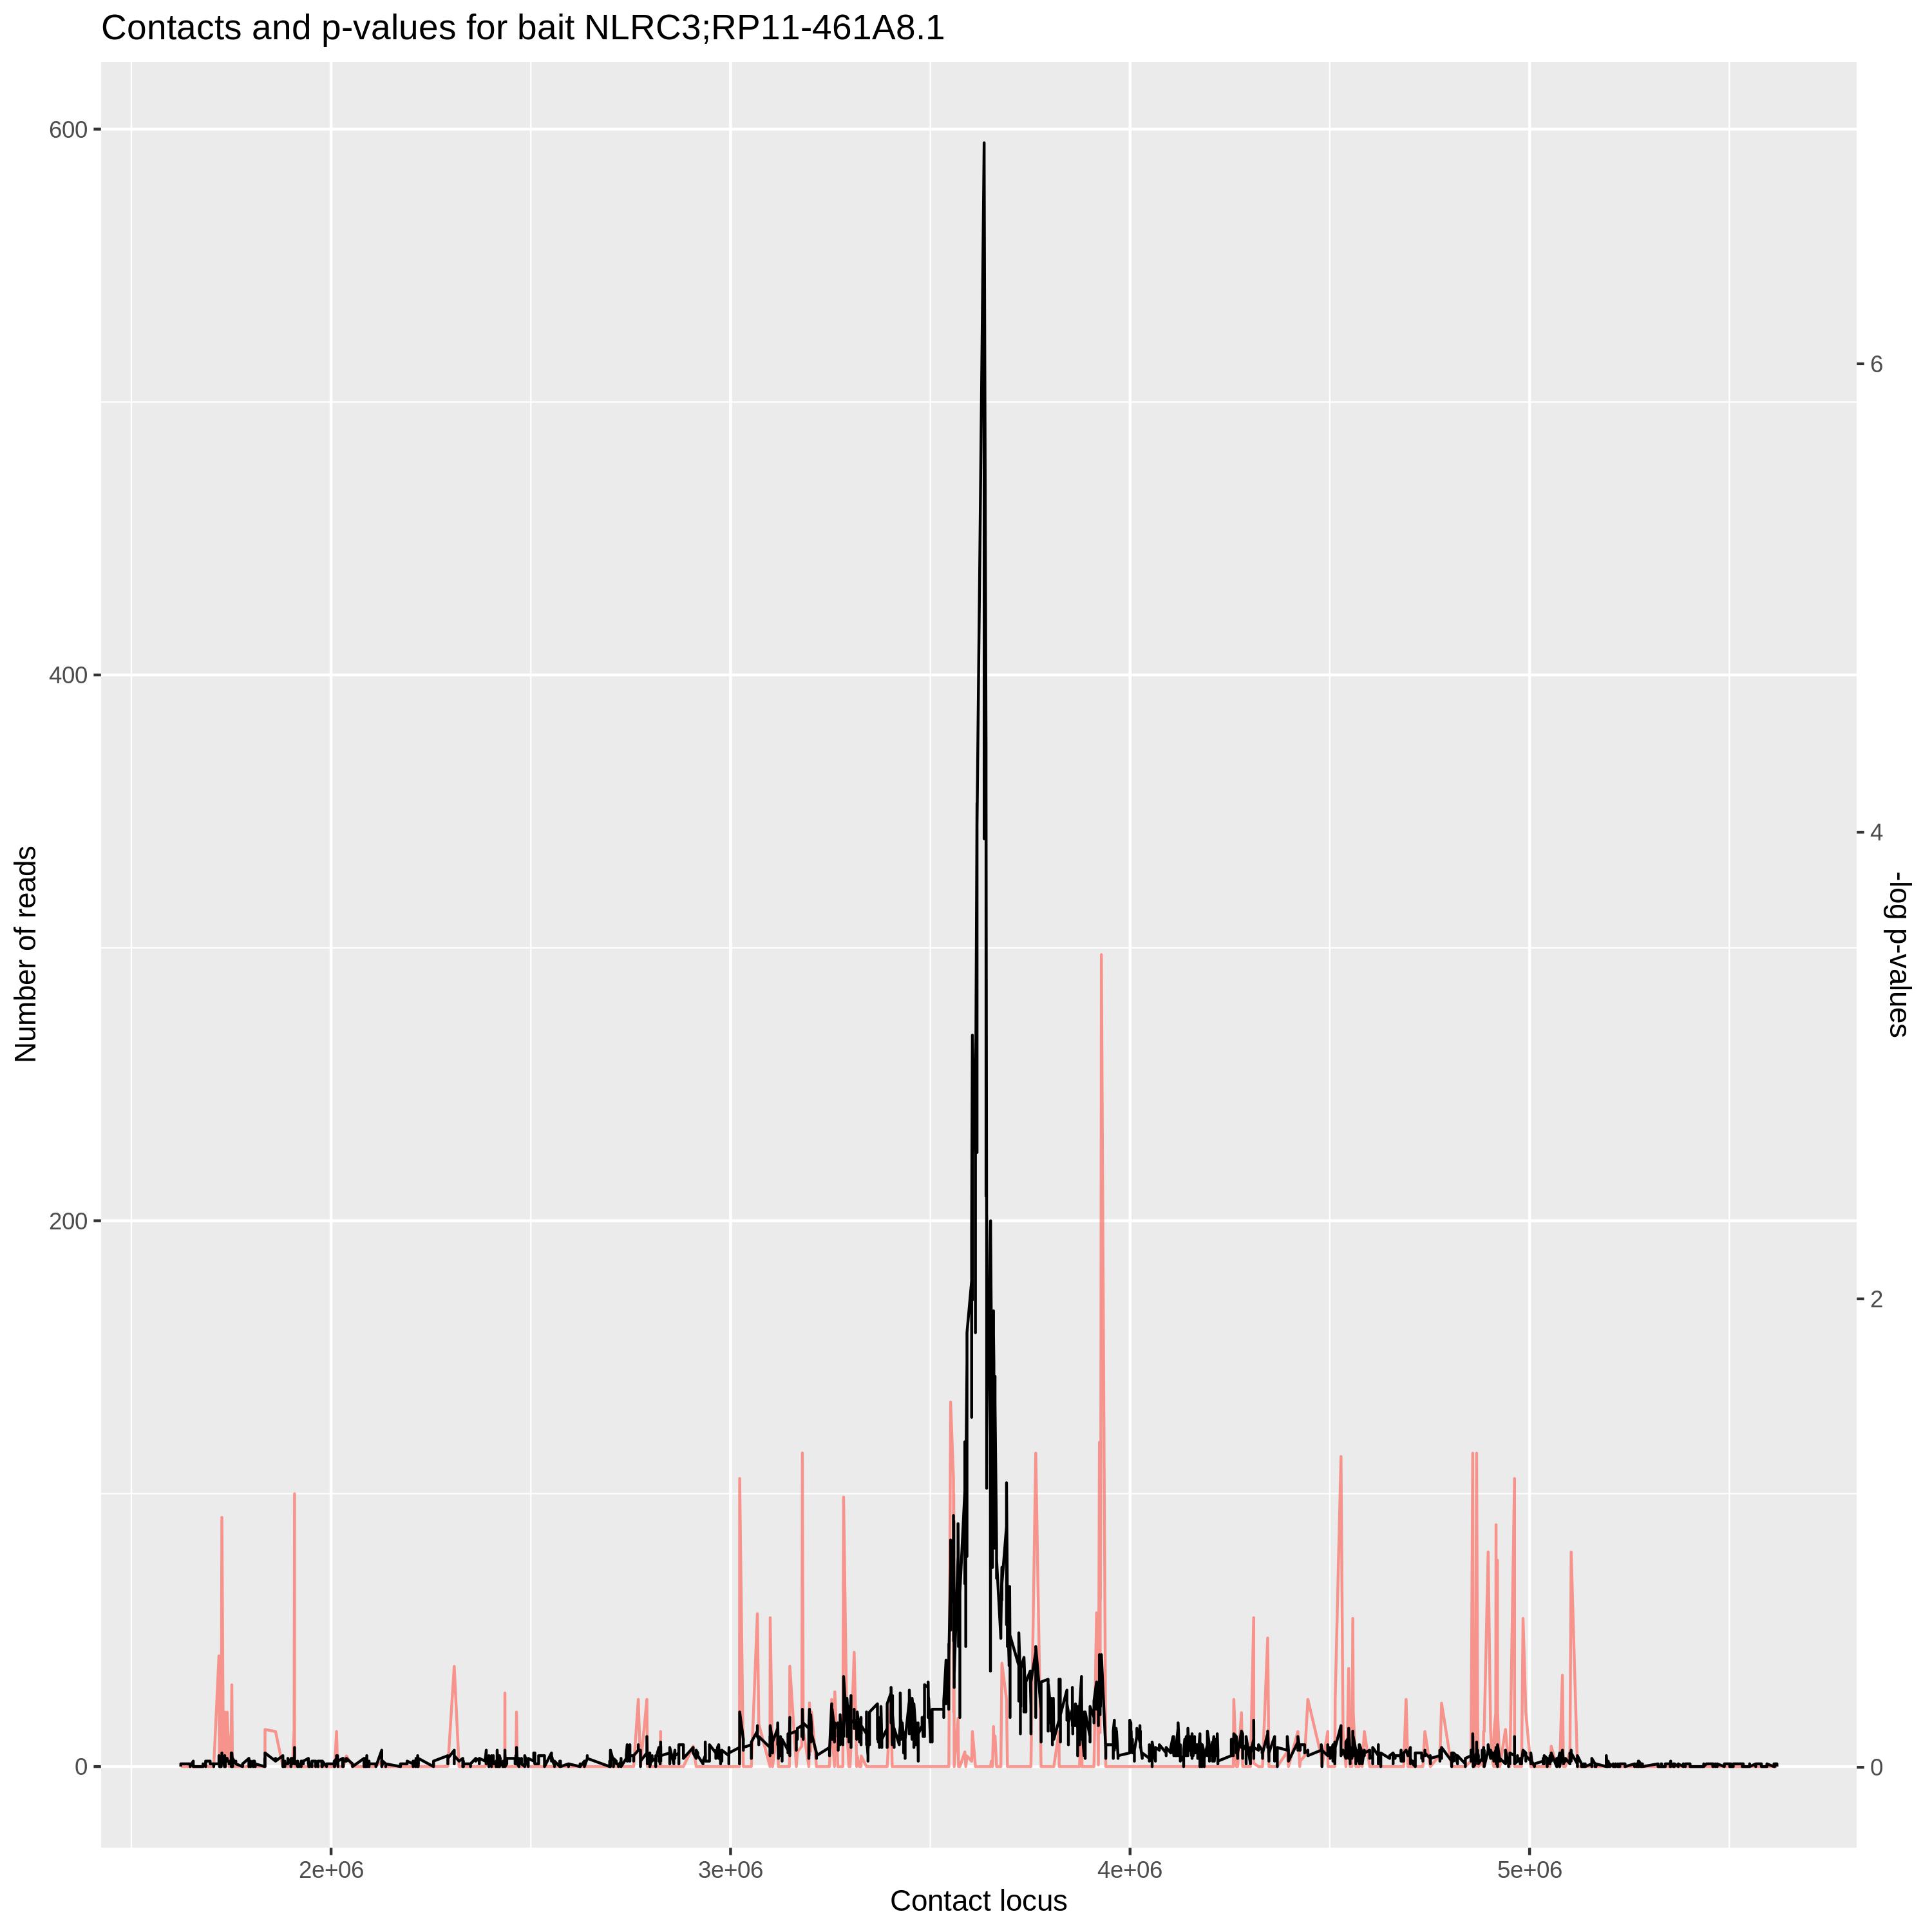 Contacts and p-values for bait NLRC3;RP11-461A8.1
600
400
200
0
Number of reads
6
4
2
0
-log p-values
2e+06 3e+06 4e+06 5e+06
Contact locus